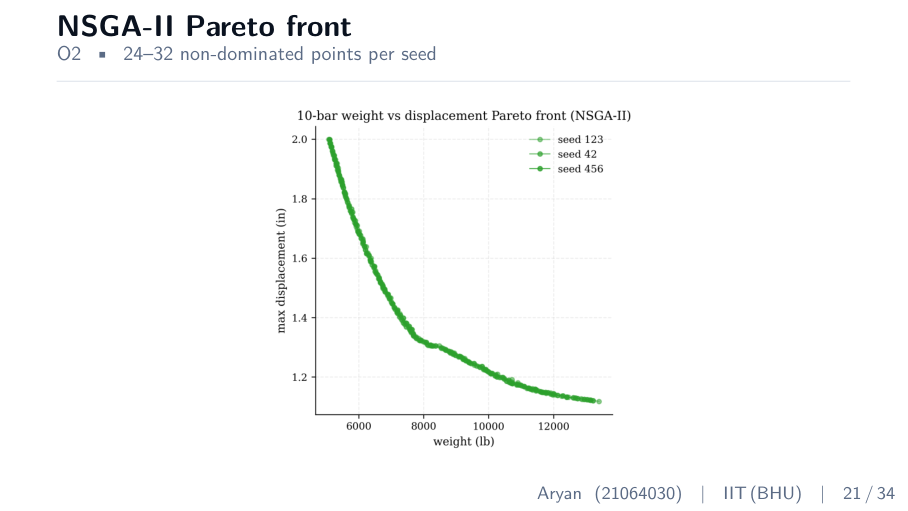 NSGA-II Pareto front
O2 ▪ 24–32 non-dominated points per seed
10-bar weight vs displacement Pareto front (NSGA-II)
seed 123
seed 42
seed 456
2.0
1.8
1.6
1.4
1.2
max displacement (in)
6000 8000 10000 12000
weight (lb)
Aryan (21064030) | IIT (BHU) | 21 / 34